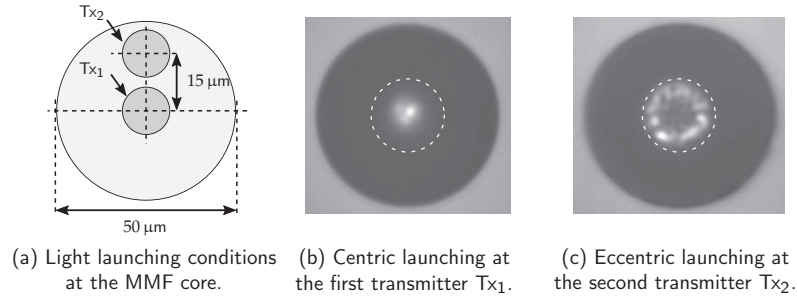 Tx2
Tx1
15 µm
50 µm
(a) Light launching conditions
at the MMF core.
(b) Centric launching at
the first transmitter Tx1.
(c) Eccentric launching at
the second transmitter Tx2.